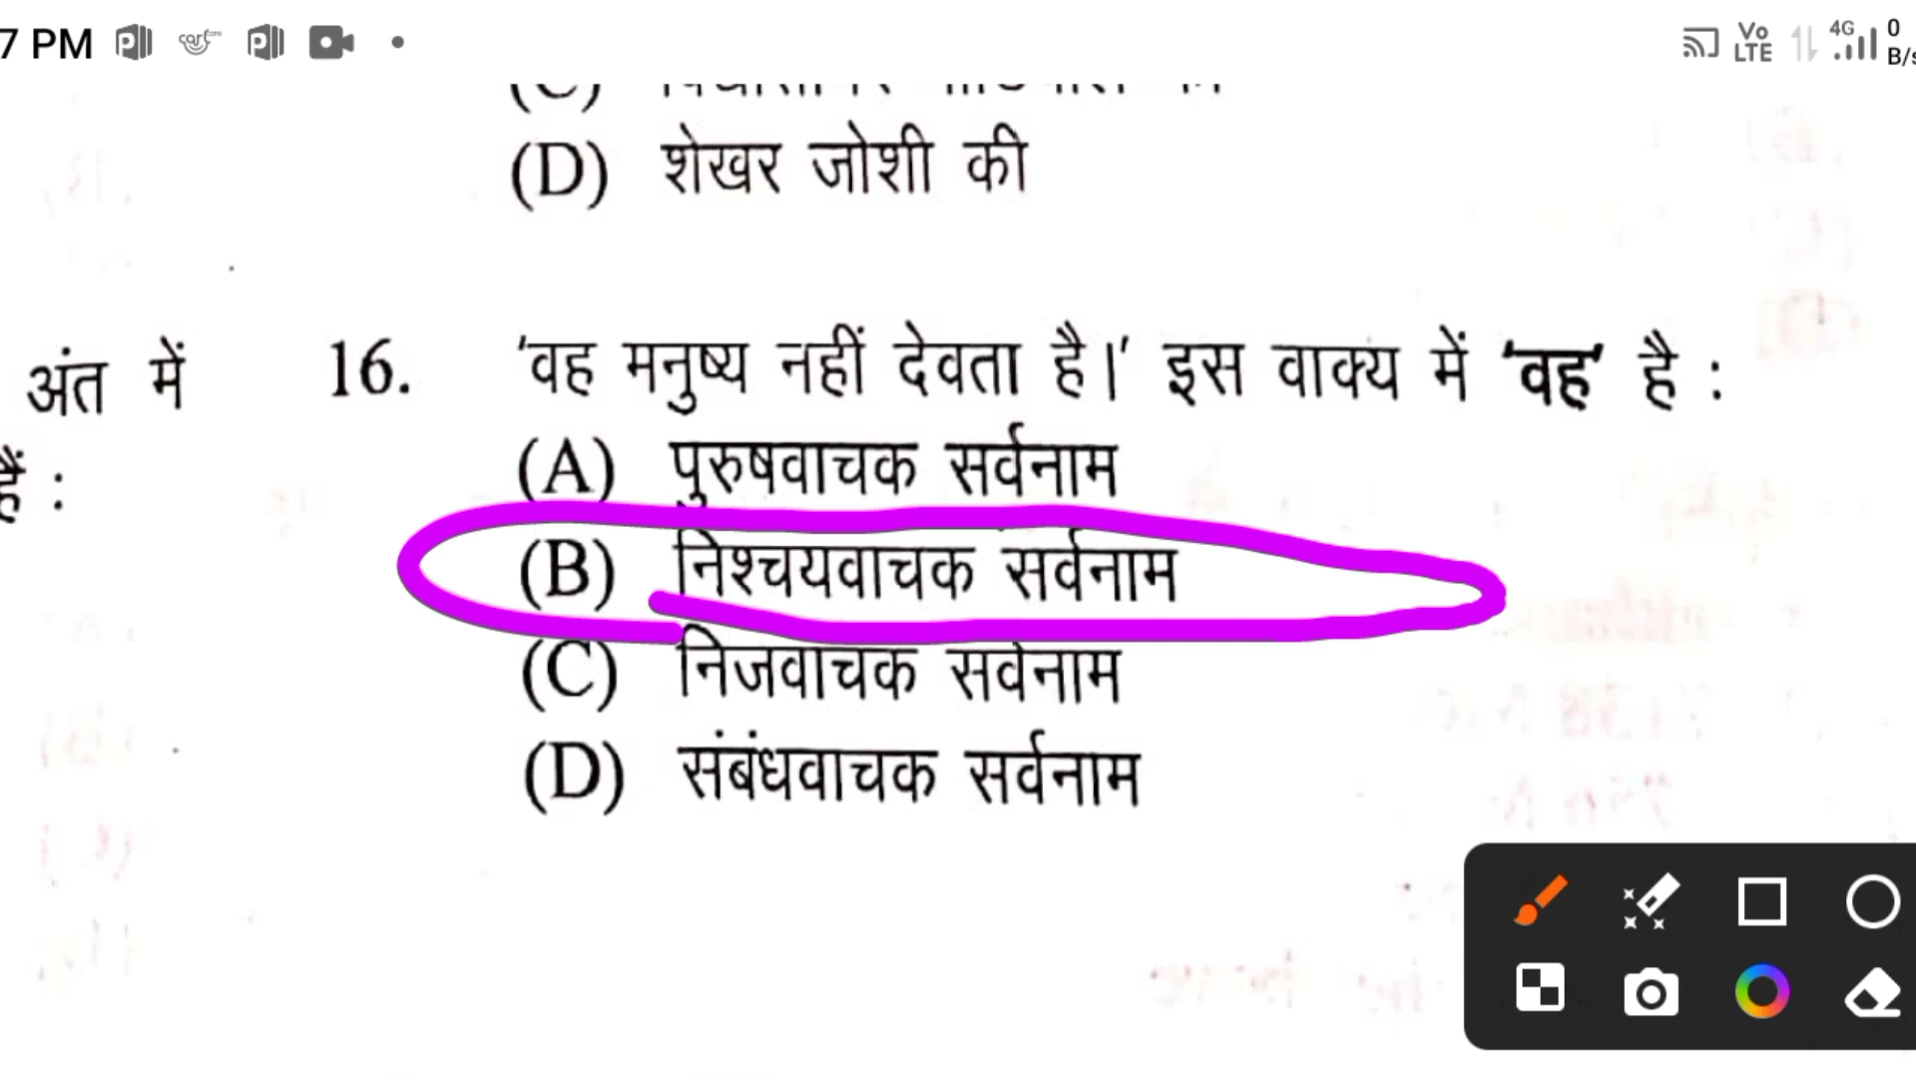 7 PM
Vo LTE 4G 0 B/s
(D) शेखर जोशी की
अंत में
हैं :
16. 'वह मनुष्य नहीं देवता है।' इस वाक्य में 'वह' है :
(A) पुरुषवाचक सर्वनाम
(B) निश्चयवाचक सर्वनाम
(C) निजवाचक सर्वनाम
(D) संबंधवाचक सर्वनाम